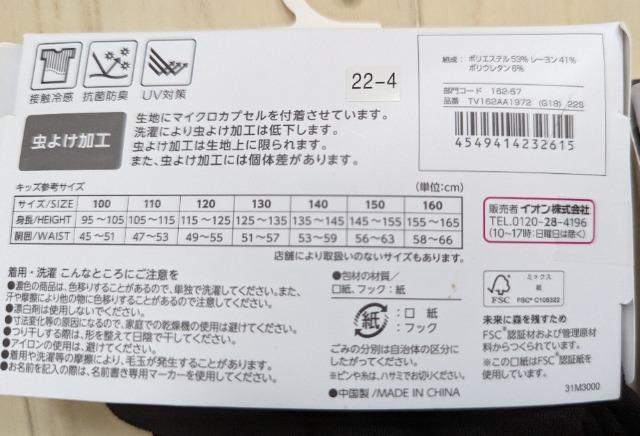 接触冷感 抗菌防臭 UV対策
22-4
組成: ポリエステル 53% レーヨン 41%
ポリウレタン 6%
部門コード 162-57
品番 TV162AA1972 (G18) 22S
4549414232615
虫よけ加工
生地にマイクロカプセルを付着させています。
洗濯により虫よけ加工は低下します。
虫よけ加工は生地上に限られます。
また、虫よけ加工には個体差があります。
キッズ参考サイズ (単位:cm)
サイズ/SIZE 100 110 120 130 140 150 160
身長/HEIGHT 95〜105 105〜115 115〜125 125〜135 135〜145 145〜155 155〜165
胴囲/WAIST 45〜51 47〜53 49〜55 51〜57 53〜59 56〜63 58〜66
店舗により取扱いのないサイズもあります。
販売者 イオン株式会社
TEL.0120-28-4196
(10〜17時:日曜日は除く)
着用・洗濯 こんなところにご注意を
●濃色の商品は、色移りすることがあるので、単独で洗濯してください。また、
汗や摩擦により他の物に色移りすることがありますのでご注意ください。
●漂白剤は使用しないでください。
●寸法変化等の原因になるので、家庭での乾燥機の使用は避けてください。
●つり干しする際は、形を整えて日陰で干してください。
●アイロンの使用は、避けてください。
●着用や洗濯等の摩擦により、毛玉が発生することがあります。
●お名前を記入の際は、名前書き専用マーカーを使用してください。
●包材の材質/
口紙、フック:紙
紙 :口 紙
:フック
ごみの分別は自治体の区分に
したがってください。
※ピンや糸は、ハサミでお切りください。
●中国製/MADE IN CHINA
FSC
ミックス
紙
FSC® C105322
未来に森を残すため
FSC®認証材および管理原材
料からつくられています。
※この口紙はFSC®認証紙を
使用しています。
31M3000